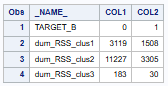 Obs _NAME_ COL1 COL2
1 TARGET_B 0 1
2 dum_RSS_clus1 3119 1508
3 dum_RSS_clus2 11227 3305
4 dum_RSS_clus3 183 30